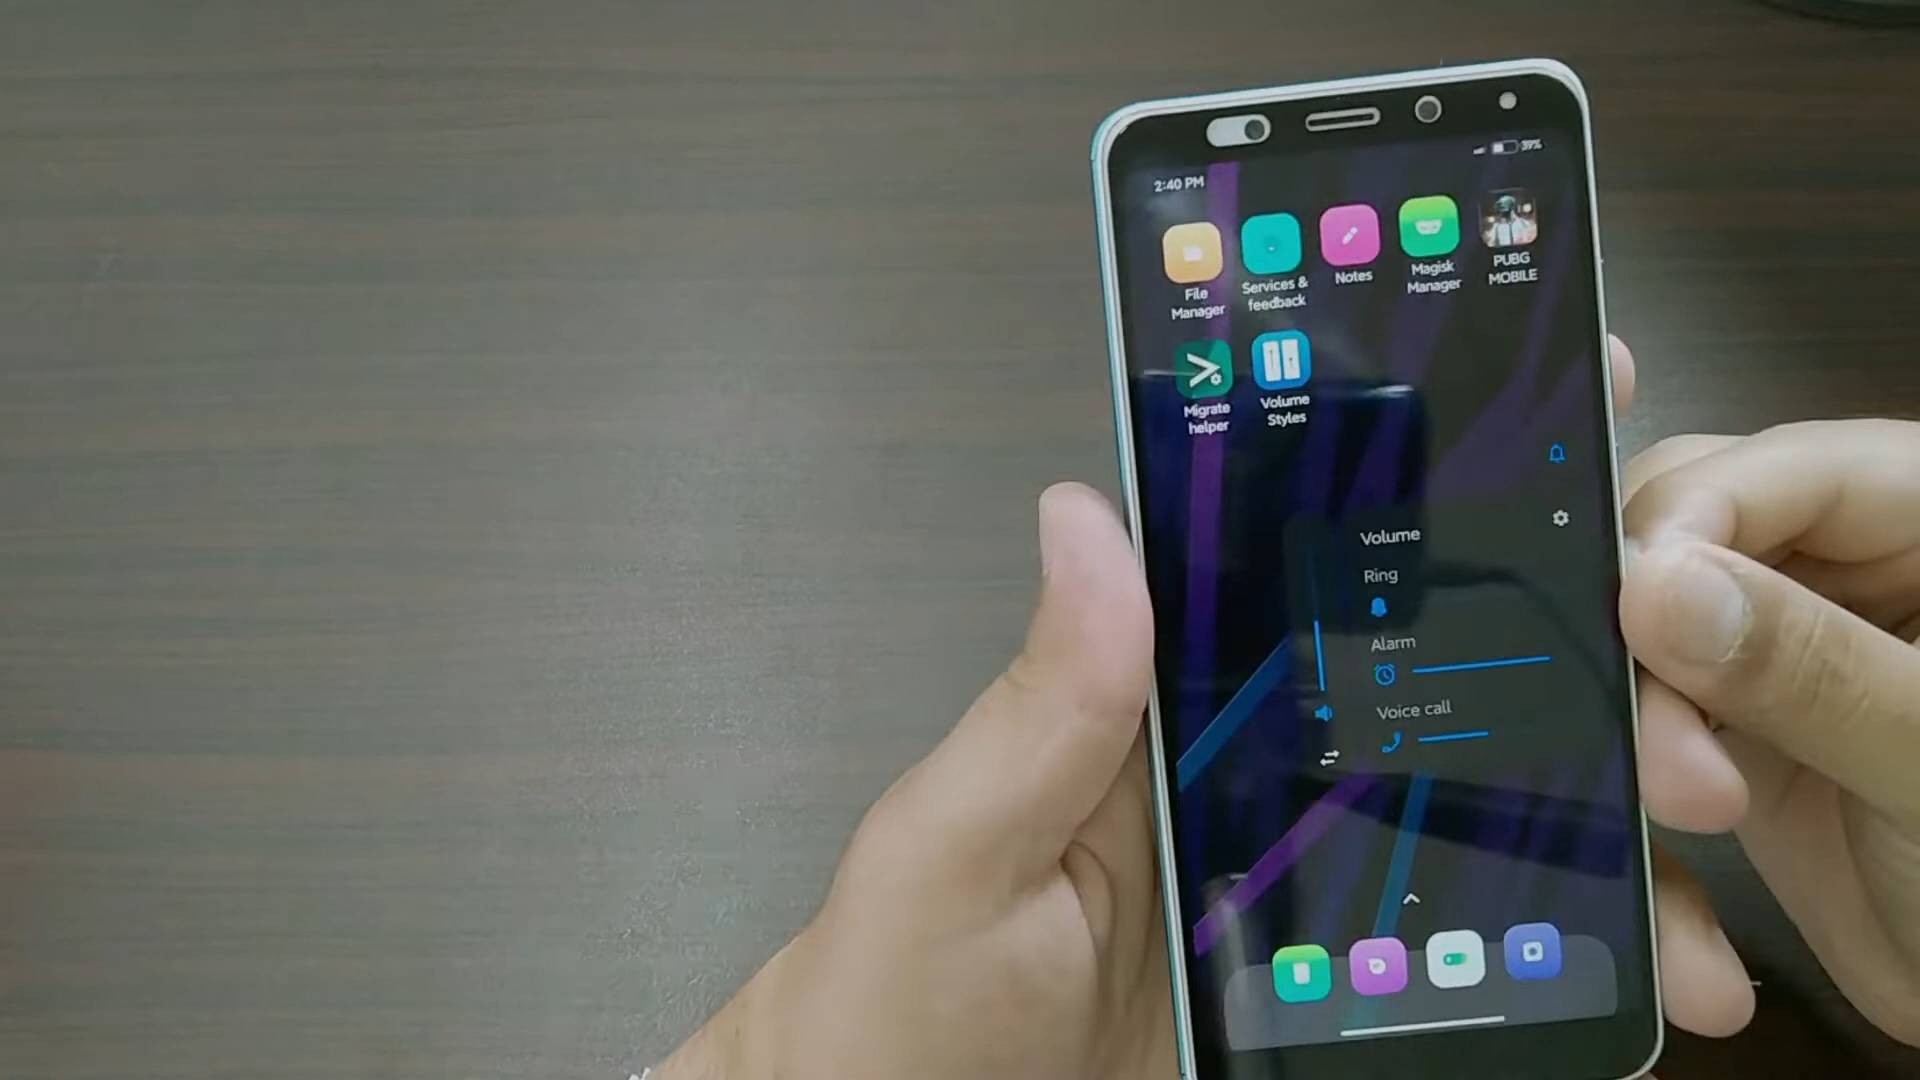 2:40 PM
39%
File
Manager
Services &
feedback
Notes
Magisk
Manager
PUBG
MOBILE
Migrate
helper
Volume
Styles
Volume
Ring
Alarm
Voice call